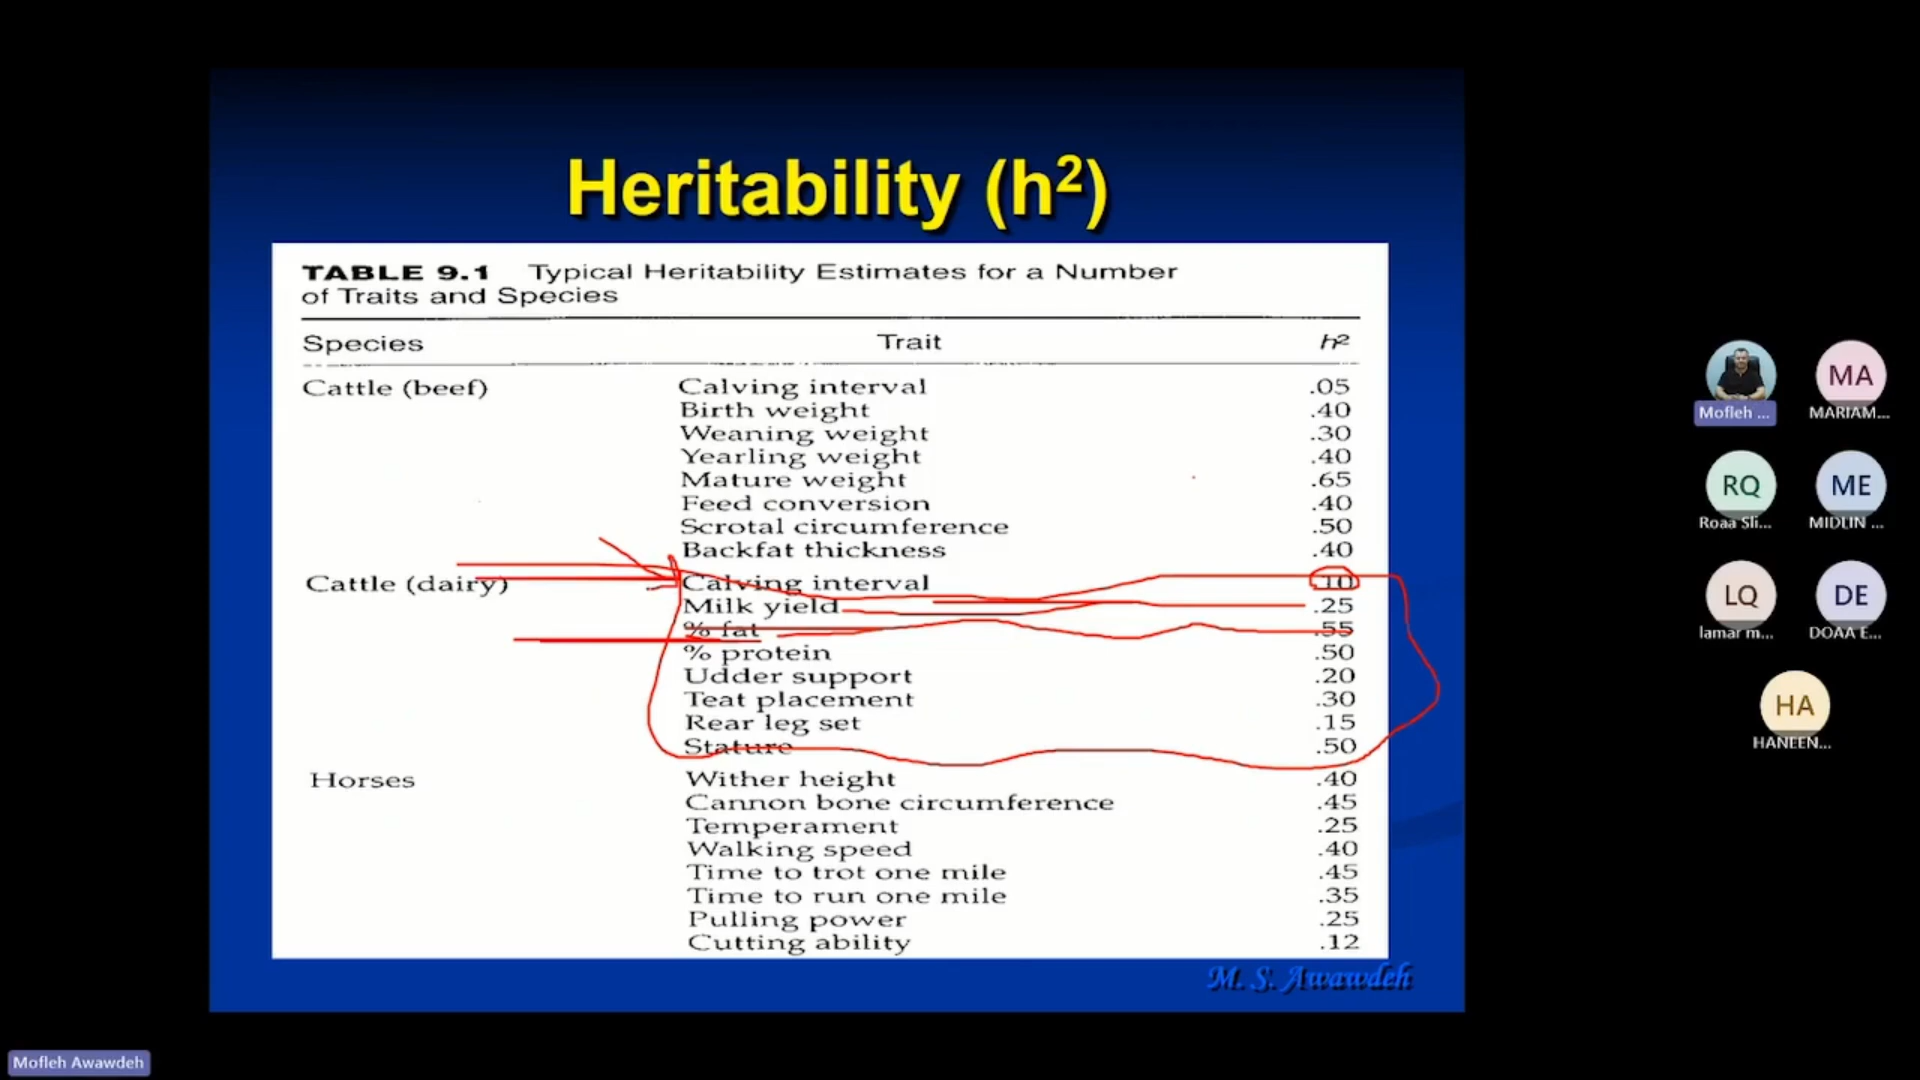 Heritability (h²)
TABLE 9.1 Typical Heritability Estimates for a Number
of Traits and Species
Species Trait h²
Cattle (beef) Calving interval .05
Birth weight .40
Weaning weight .30
Yearling weight .40
Mature weight .65
Feed conversion .40
Scrotal circumference .50
Backfat thickness .40
Cattle (dairy) Calving interval .10
Milk yield .25
% fat .55
% protein .50
Udder support .20
Teat placement .30
Rear leg set .15
Stature .50
Horses Wither height .40
Cannon bone circumference .45
Temperament .25
Walking speed .40
Time to trot one mile .45
Time to run one mile .35
Pulling power .25
Cutting ability .12
M. S. Awawdeh
Mofleh ...
MA
MARIAM...
RQ
Roaa Sli...
ME
MIDLIN ...
LQ
lamar m...
DE
DOAA E...
HA
HANEEN...
Mofleh Awawdeh